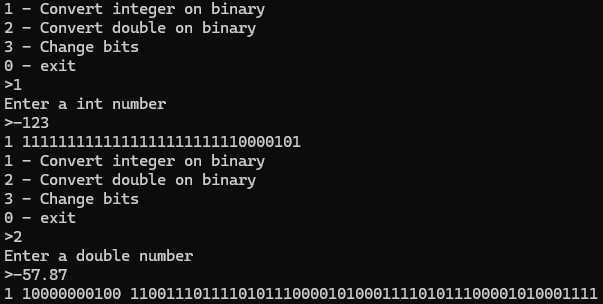 1 - Convert integer on binary
2 - Convert double on binary
3 - Change bits
0 - exit
>1
Enter a int number
>-123
1 1111111111111111111111110000101
1 - Convert integer on binary
2 - Convert double on binary
3 - Change bits
0 - exit
>2
Enter a double number
>-57.87
1 10000000100 1100111011110101110000101000111101011100001010001111